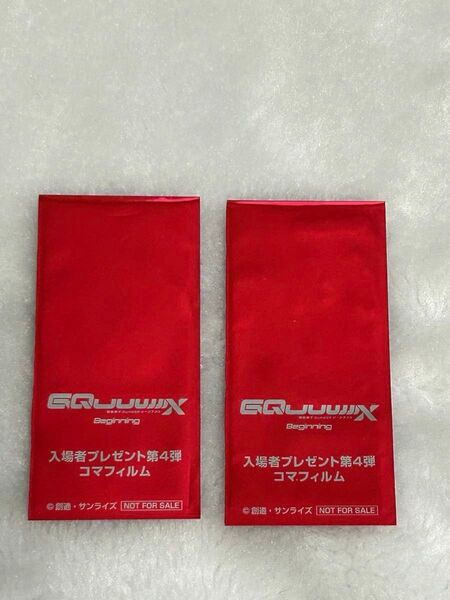 GQuuuuuuX
Beginning
入場者プレゼント第4弾
コマフィルム
©創通・サンライズ NOT FOR SALE
GQuuuuuuX
Beginning
入場者プレゼント第4弾
コマフィルム
©創通・サンライズ NOT FOR SALE